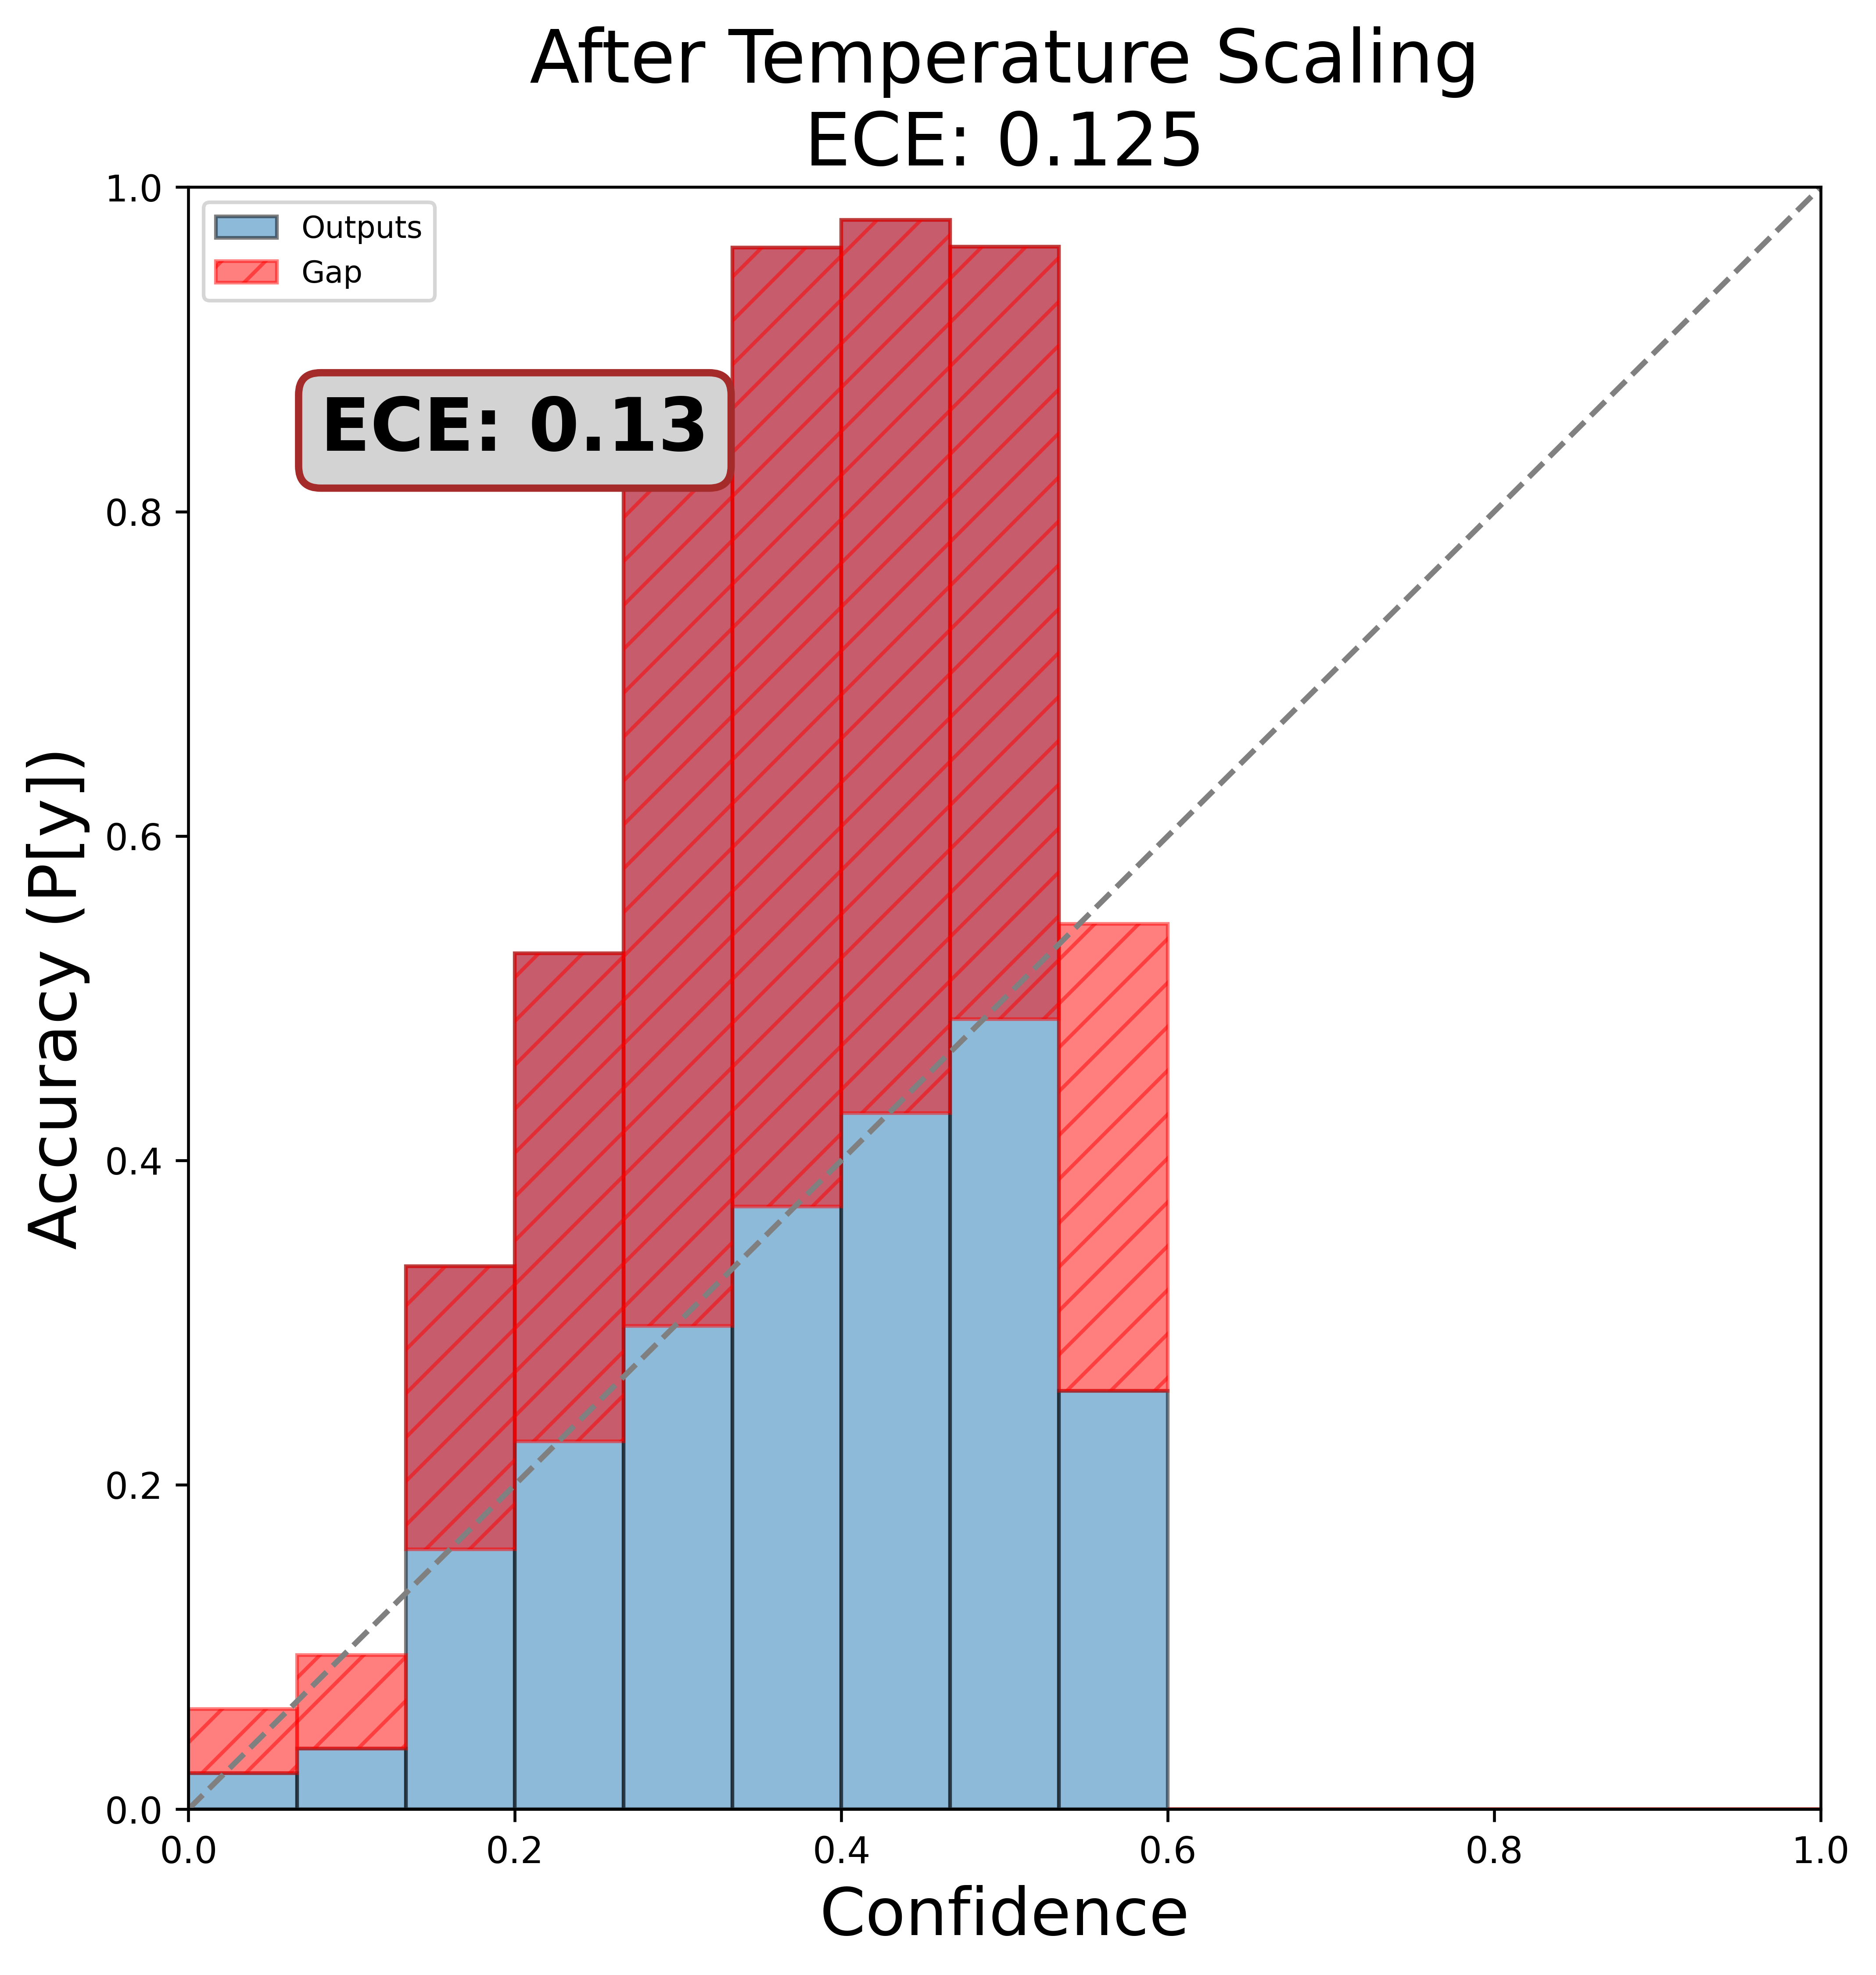 After Temperature Scaling
ECE: 0.125
Outputs
Gap
ECE: 0.13
Accuracy (P[y])
1.0
0.8
0.6
0.4
0.2
0.0
0.0 0.2 0.4 0.6 0.8 1.0
Confidence